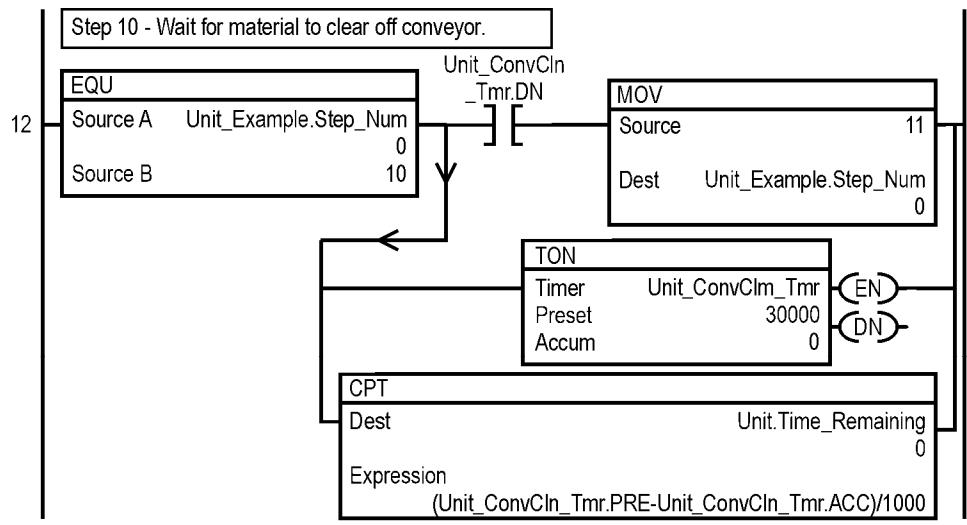 Step 10 - Wait for material to clear off conveyor.
Unit_ConvCln
_Tmr.DN
EQU
MOV
12
Source A Unit_Example.Step_Num
0
Source B 10
Source 11
Dest Unit_Example.Step_Num
0
TON
Timer Unit_ConvClm_Tmr
EN
Preset 30000
DN
Accum 0
CPT
Dest Unit.Time_Remaining
0
Expression
(Unit_ConvCln_Tmr.PRE-Unit_ConvCln_Tmr.ACC)/1000